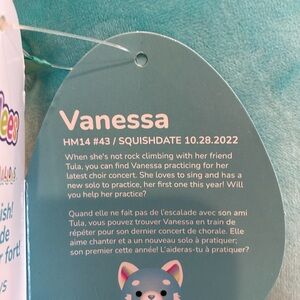 Vanessa
HM14 #43 / SQUISHDATE 10.28.2022
When she's not rock climbing with her friend
Tula, you can find Vanessa practicing for her
latest choir concert. She loves to sing and has a
new solo to practice, her first one this year! Will
you help her practice?
Quand elle ne fait pas de l'escalade avec son ami
Tula, vous pouvez trouver Vanessa en train de
répéter pour son dernier concert de chorale. Elle
aime chanter et a un nouveau solo à pratiquer;
son premier cette année! L'aideras-tu à pratiquer?